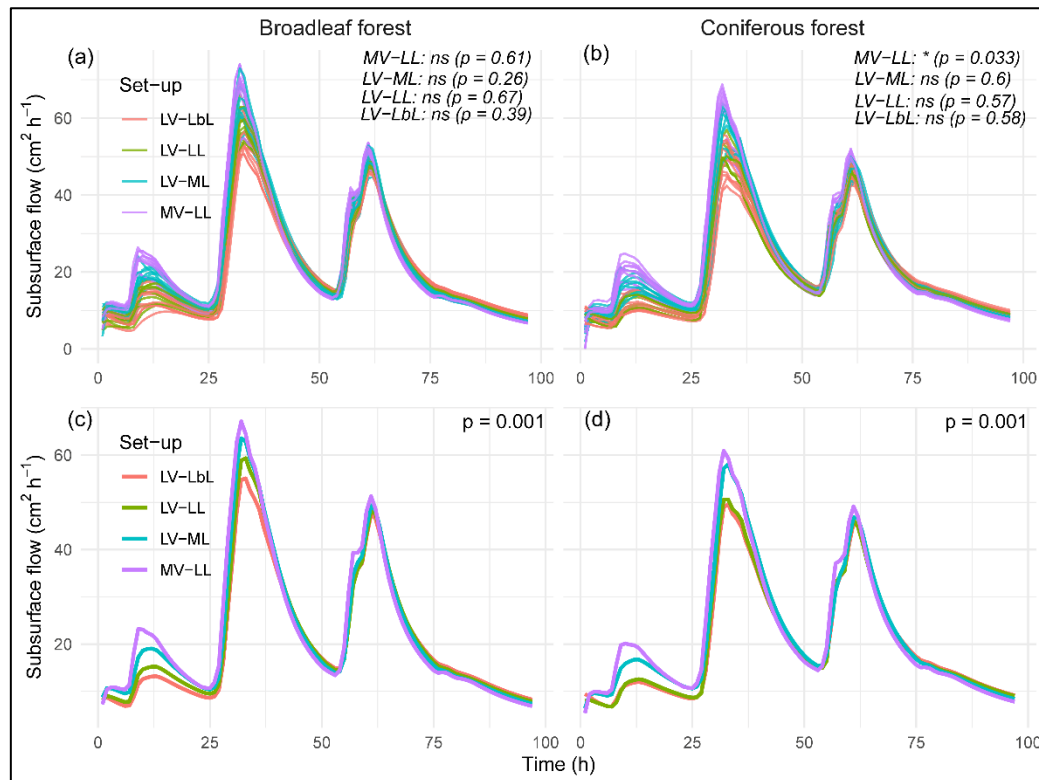 Broadleaf forest
Coniferous forest
(a)
MV−LL: ns (p = 0.61)
LV−ML: ns (p = 0.26)
LV−LL: ns (p = 0.67)
LV−LbL: ns (p = 0.39)
Set−up
LV−LbL
LV−LL
LV−ML
MV−LL
Subsurface flow (cm² h⁻¹)
60
40
20
0
0 25 50 75 100
(b)
MV−LL: * (p = 0.033)
LV−ML: ns (p = 0.6)
LV−LL: ns (p = 0.57)
LV−LbL: ns (p = 0.58)
0 25 50 75 100
(c)
p = 0.001
Set−up
LV−LbL
LV−LL
LV−ML
MV−LL
Subsurface flow (cm² h⁻¹)
60
40
20
0 25 50 75 100
(d)
p = 0.001
0 25 50 75 100
Time (h)